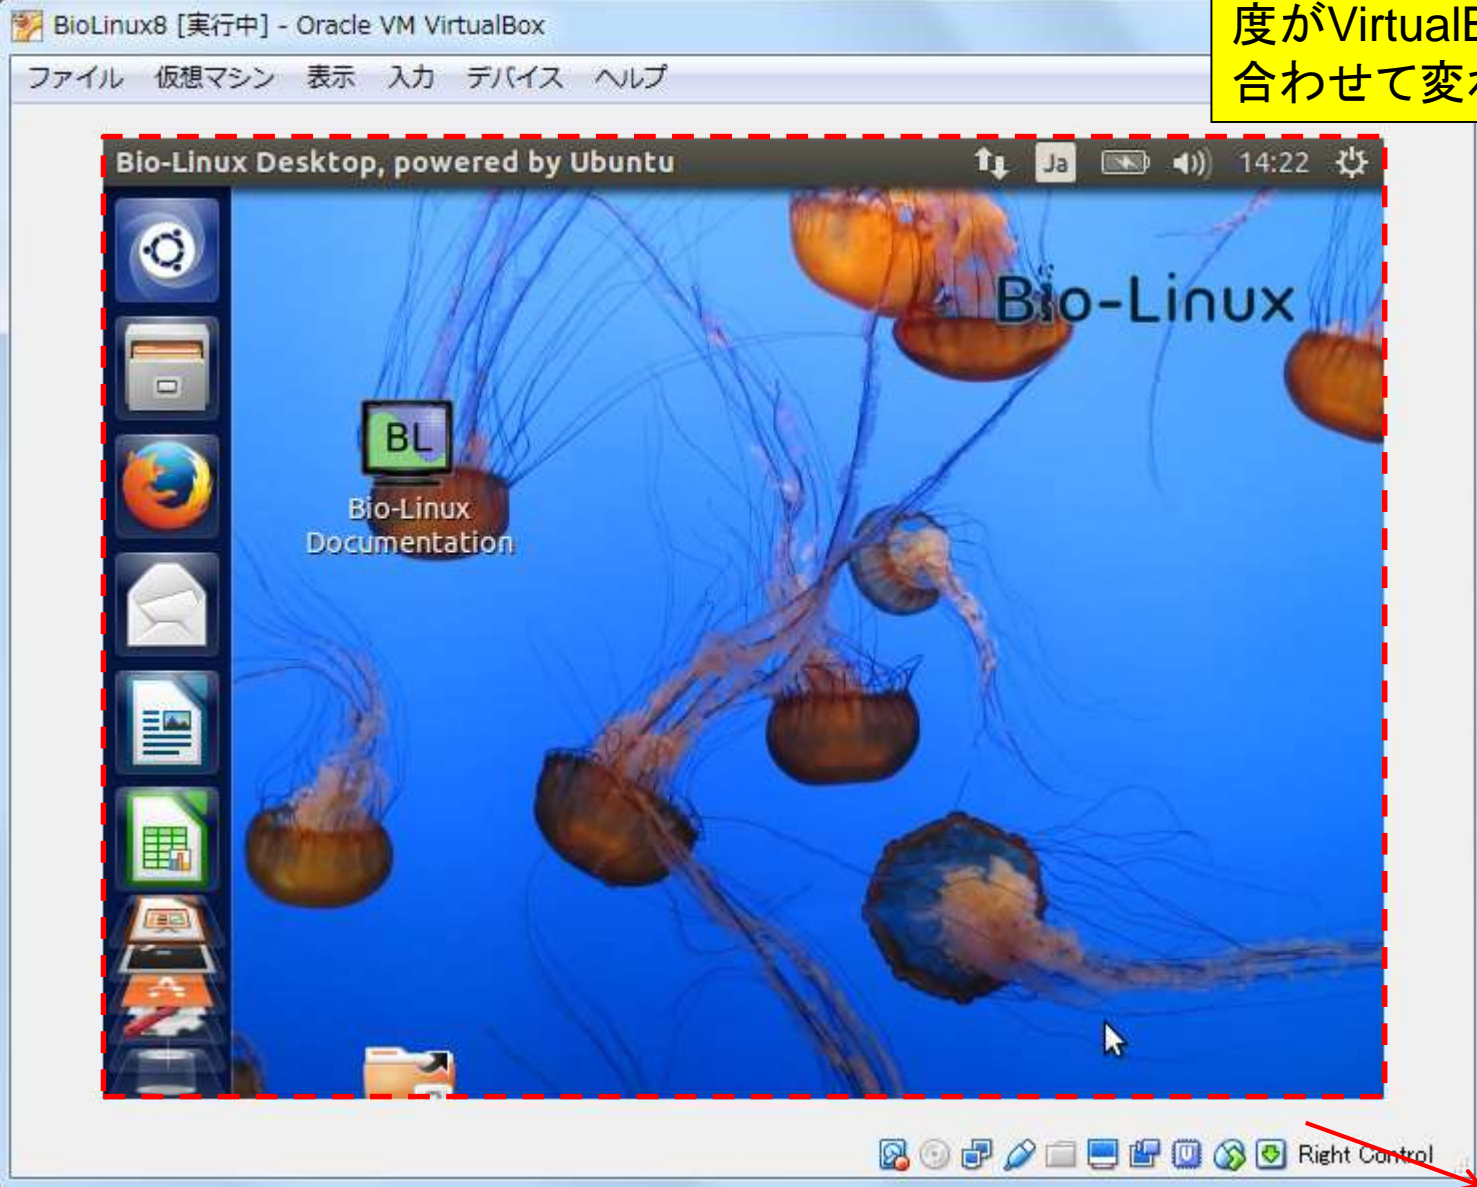 BioLinux8 [実行中] - Oracle VM VirtualBox
度がVirtualB
合わせて変
ファイル 仮想マシン 表示 入力 デバイス ヘルプ
Bio-Linux Desktop, powered by Ubuntu
Ja
14:22
Bio-Linux
BL
Bio-Linux
Documentation
Right Control